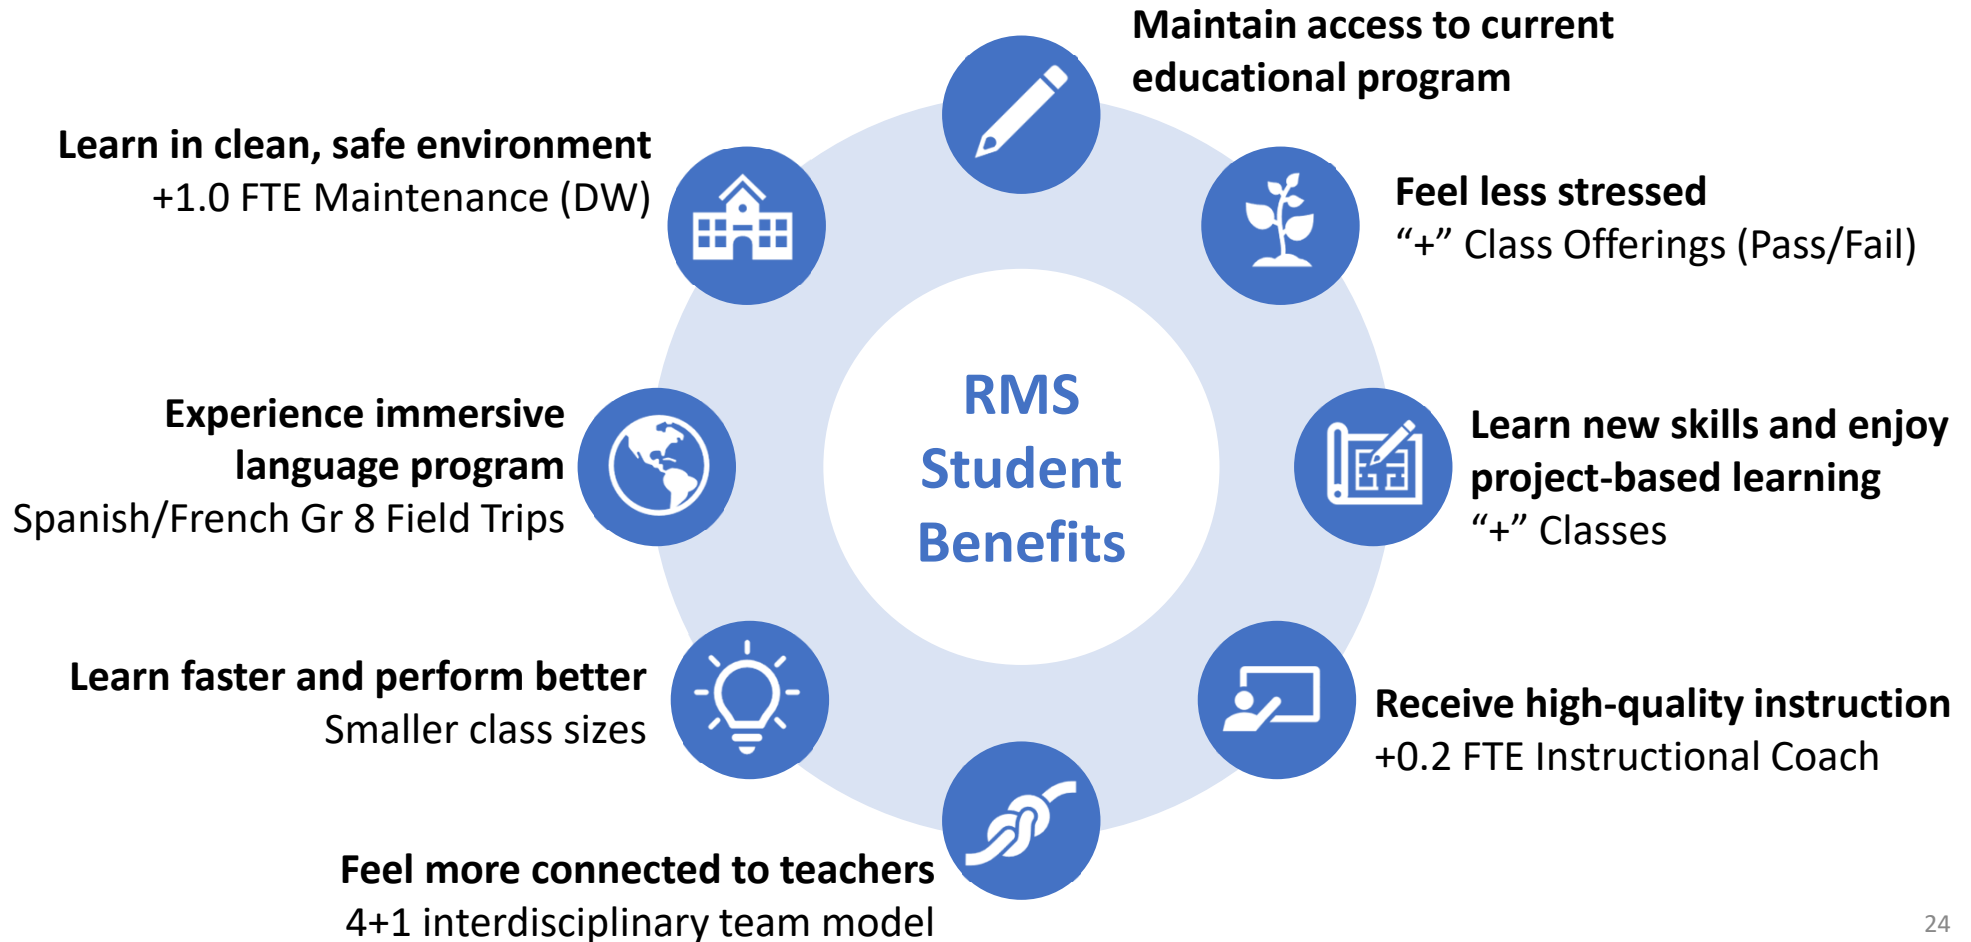 Maintain access to current
educational program
Learn in clean, safe environment
+1.0 FTE Maintenance (DW)
Feel less stressed
“+” Class Offerings (Pass/Fail)
Experience immersive
language program
Spanish/French Gr 8 Field Trips
RMS
Student
Benefits
Learn new skills and enjoy
project-based learning
“+” Classes
Learn faster and perform better
Smaller class sizes
Receive high-quality instruction
+0.2 FTE Instructional Coach
Feel more connected to teachers
4+1 interdisciplinary team model
24